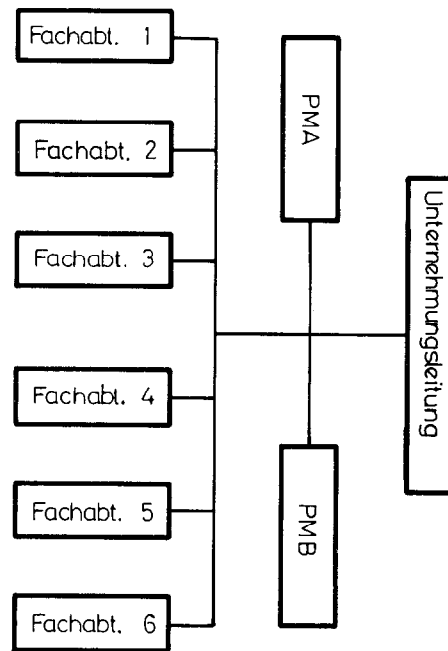 Fachabt. 1
Fachabt. 2
Fachabt. 3
Fachabt. 4
Fachabt. 5
Fachabt. 6
PMA
PMB
Unternehmungsleitung